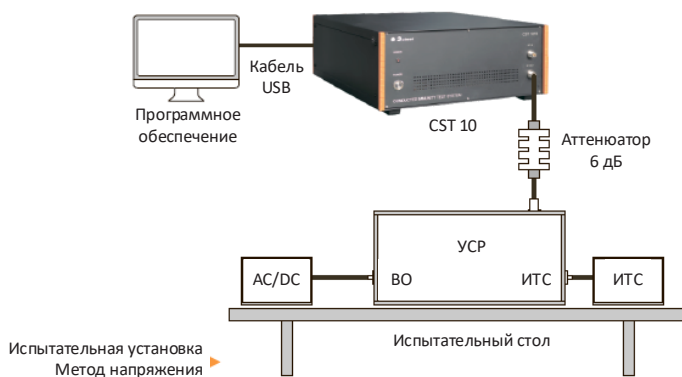 Кабель
USB
Программное
обеспечение
CST 10
Аттенюатор
6 дБ
УСР
AC/DC
ВО
ИТС
ИТС
Испытательный стол
Испытательная установка
Метод напряжения